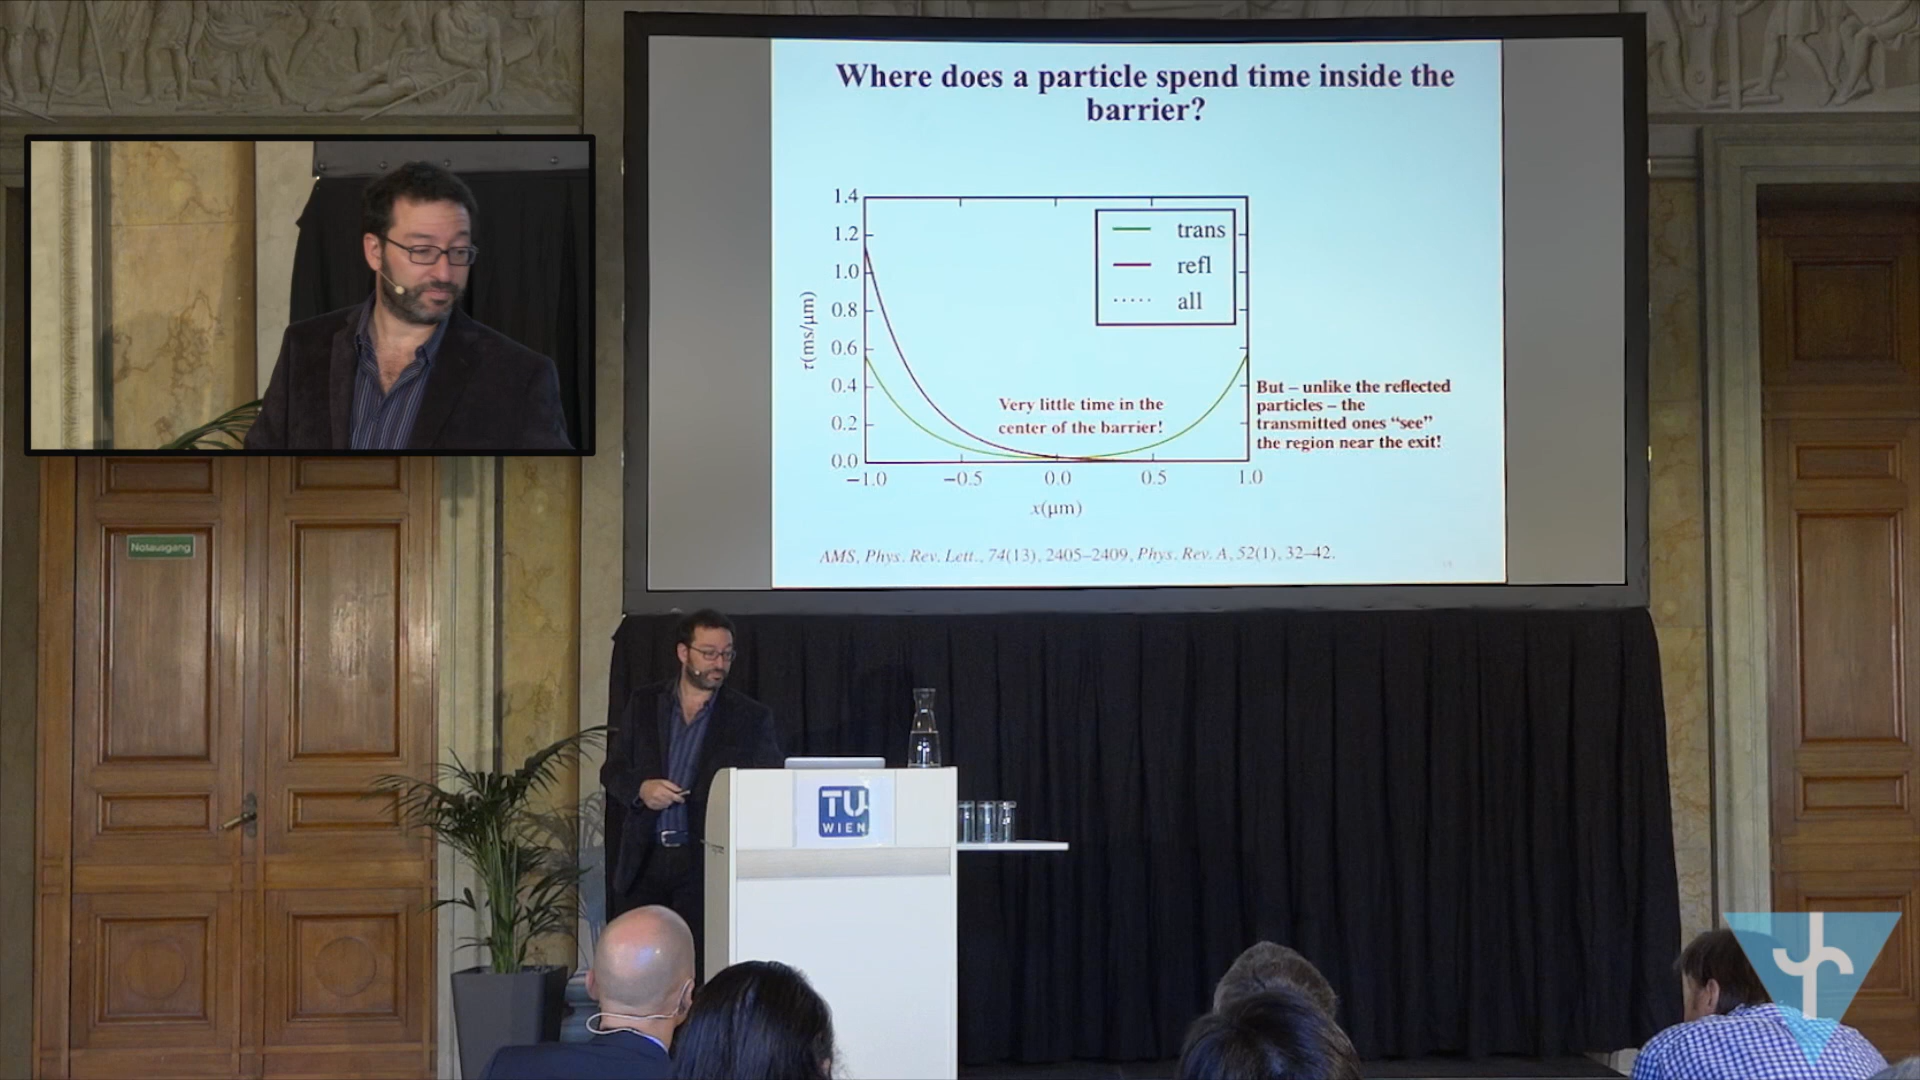 Where does a particle spend time inside the
barrier?
1.4
1.2
1.0
0.8
0.6
0.4
0.2
0.0
τ(ms/μm)
trans
refl
all
Very little time in the
center of the barrier!
But – unlike the reflected
particles – the
transmitted ones “see”
the region near the exit!
−1.0 −0.5 0.0 0.5 1.0
x(μm)
AMS, Phys. Rev. Lett., 74(13), 2405–2409, Phys. Rev. A, 52(1), 32–42.
Notausgang
TU
WIEN